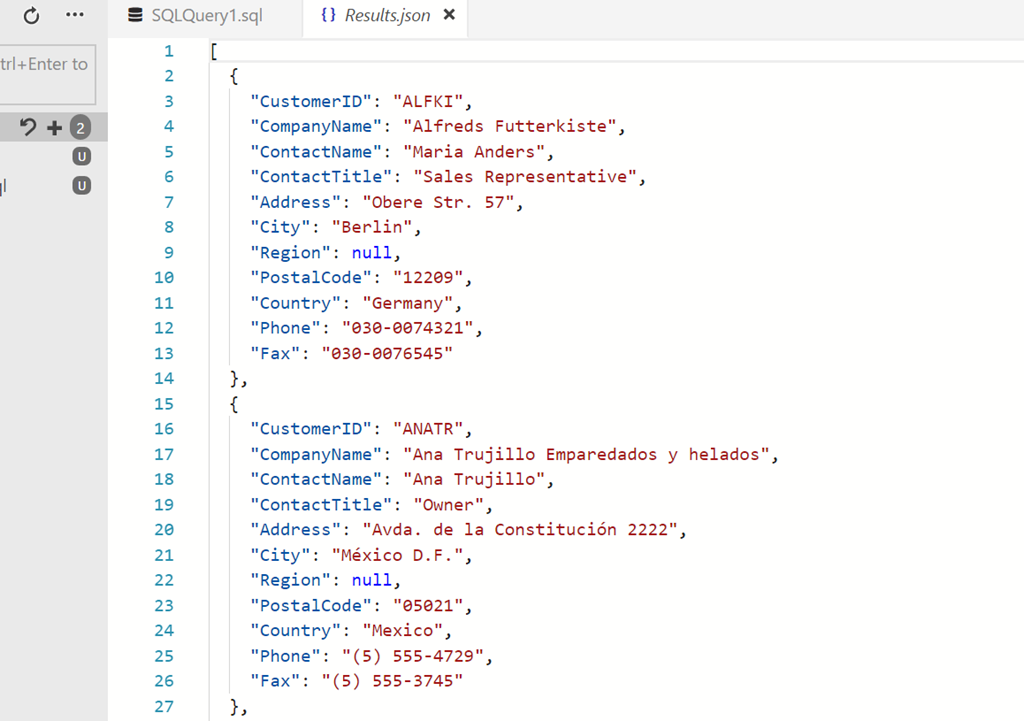 SQLQuery1.sql
{} Results.json
trl+Enter to
2
U
U
1 [
2 {
3 "CustomerID": "ALFKI",
4 "CompanyName": "Alfreds Futterkiste",
5 "ContactName": "Maria Anders",
6 "ContactTitle": "Sales Representative",
7 "Address": "Obere Str. 57",
8 "City": "Berlin",
9 "Region": null,
10 "PostalCode": "12209",
11 "Country": "Germany",
12 "Phone": "030-0074321",
13 "Fax": "030-0076545"
14 },
15 {
16 "CustomerID": "ANATR",
17 "CompanyName": "Ana Trujillo Emparedados y helados",
18 "ContactName": "Ana Trujillo",
19 "ContactTitle": "Owner",
20 "Address": "Avda. de la Constitución 2222",
21 "City": "México D.F.",
22 "Region": null,
23 "PostalCode": "05021",
24 "Country": "Mexico",
25 "Phone": "(5) 555-4729",
26 "Fax": "(5) 555-3745"
27 },